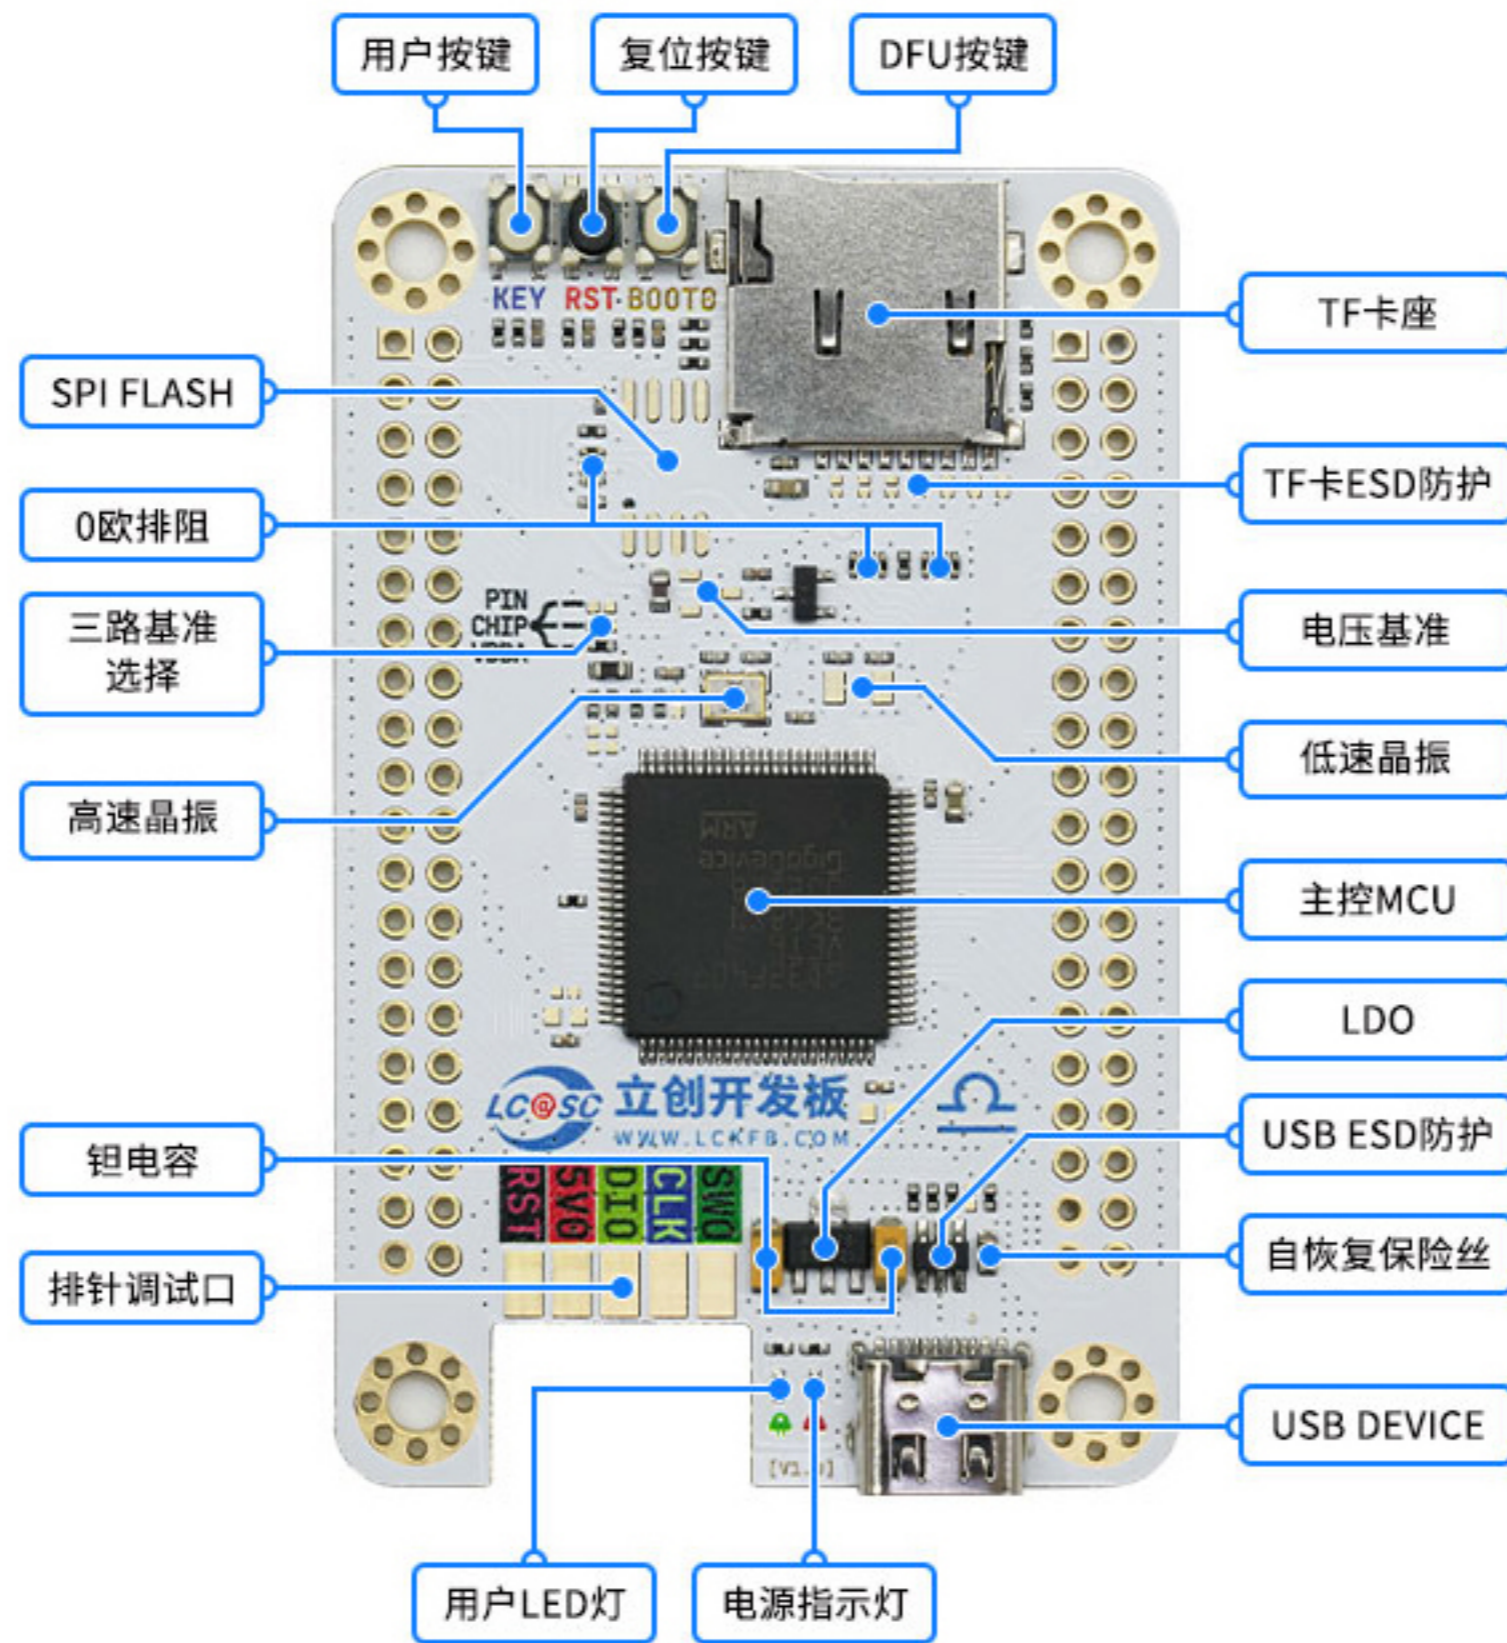 用户按键
复位按键
DFU按键
KEY RST BOOT0
TF卡座
SPI FLASH
TF卡ESD防护
0欧排阻
PIN
CHIP
VDDA
三路基准
选择
电压基准
低速晶振
高速晶振
ARM
GigaDevice
主控MCU
LDO
LC@SC 立创开发板
WWW.LCKFB.COM
USB ESD防护
钽电容
RST 5V0 DIO CLK SWO
自恢复保险丝
排针调试口
USB DEVICE
[V1.0]
用户LED灯
电源指示灯